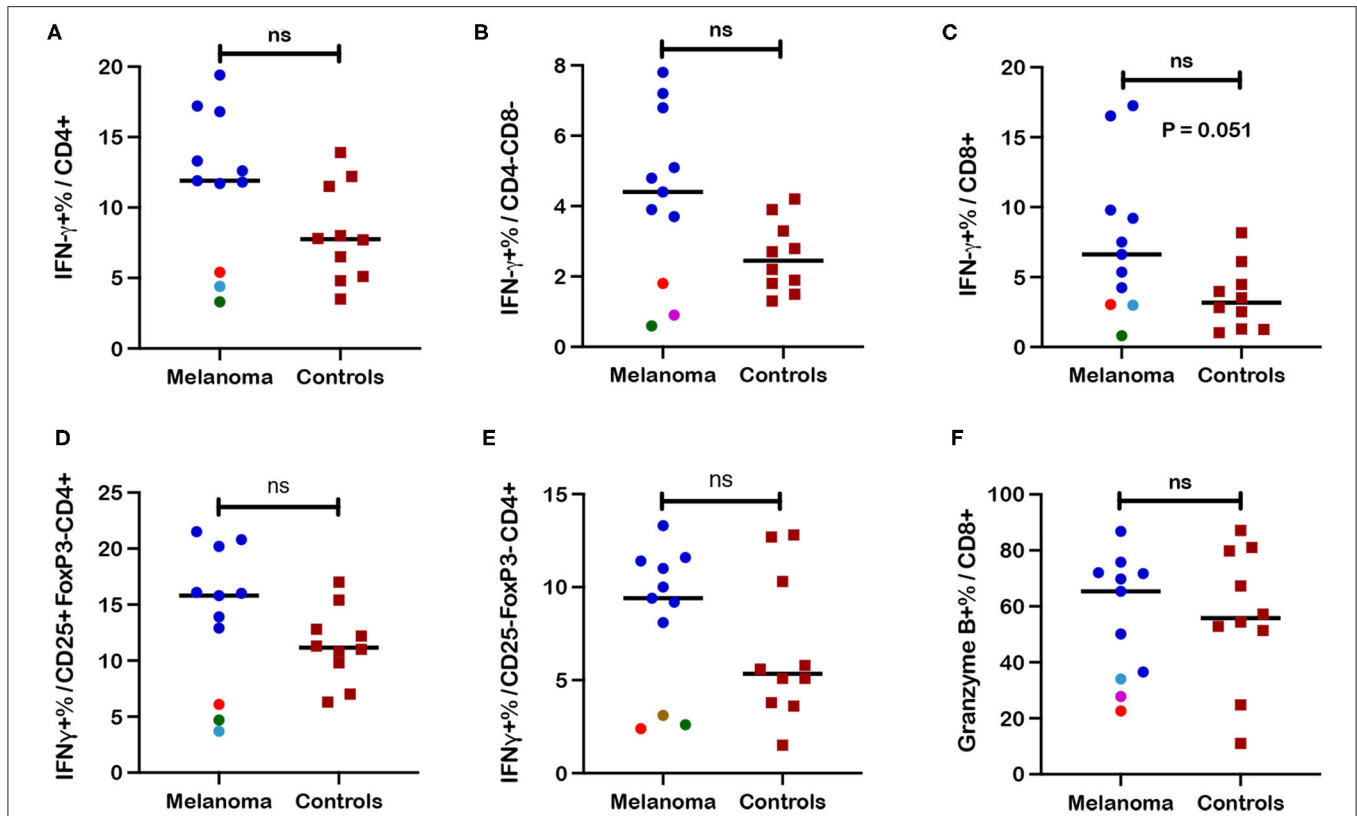 A
ns
20
15
10
5
0
IFN-γ+% / CD4+
Melanoma Controls
B
ns
8
6
4
2
0
IFN-γ+% / CD4-CD8-
Melanoma Controls
C
ns
P = 0.051
20
15
10
5
0
IFN-γ+% / CD8+
Melanoma Controls
D
ns
25
20
15
10
5
0
IFNγ+% / CD25+FoxP3-CD4+
Melanoma Controls
E
ns
15
10
5
0
IFNγ+% / CD25-FoxP3- CD4+
Melanoma Controls
F
ns
100
80
60
40
20
0
Granzyme B+% / CD8+
Melanoma Controls